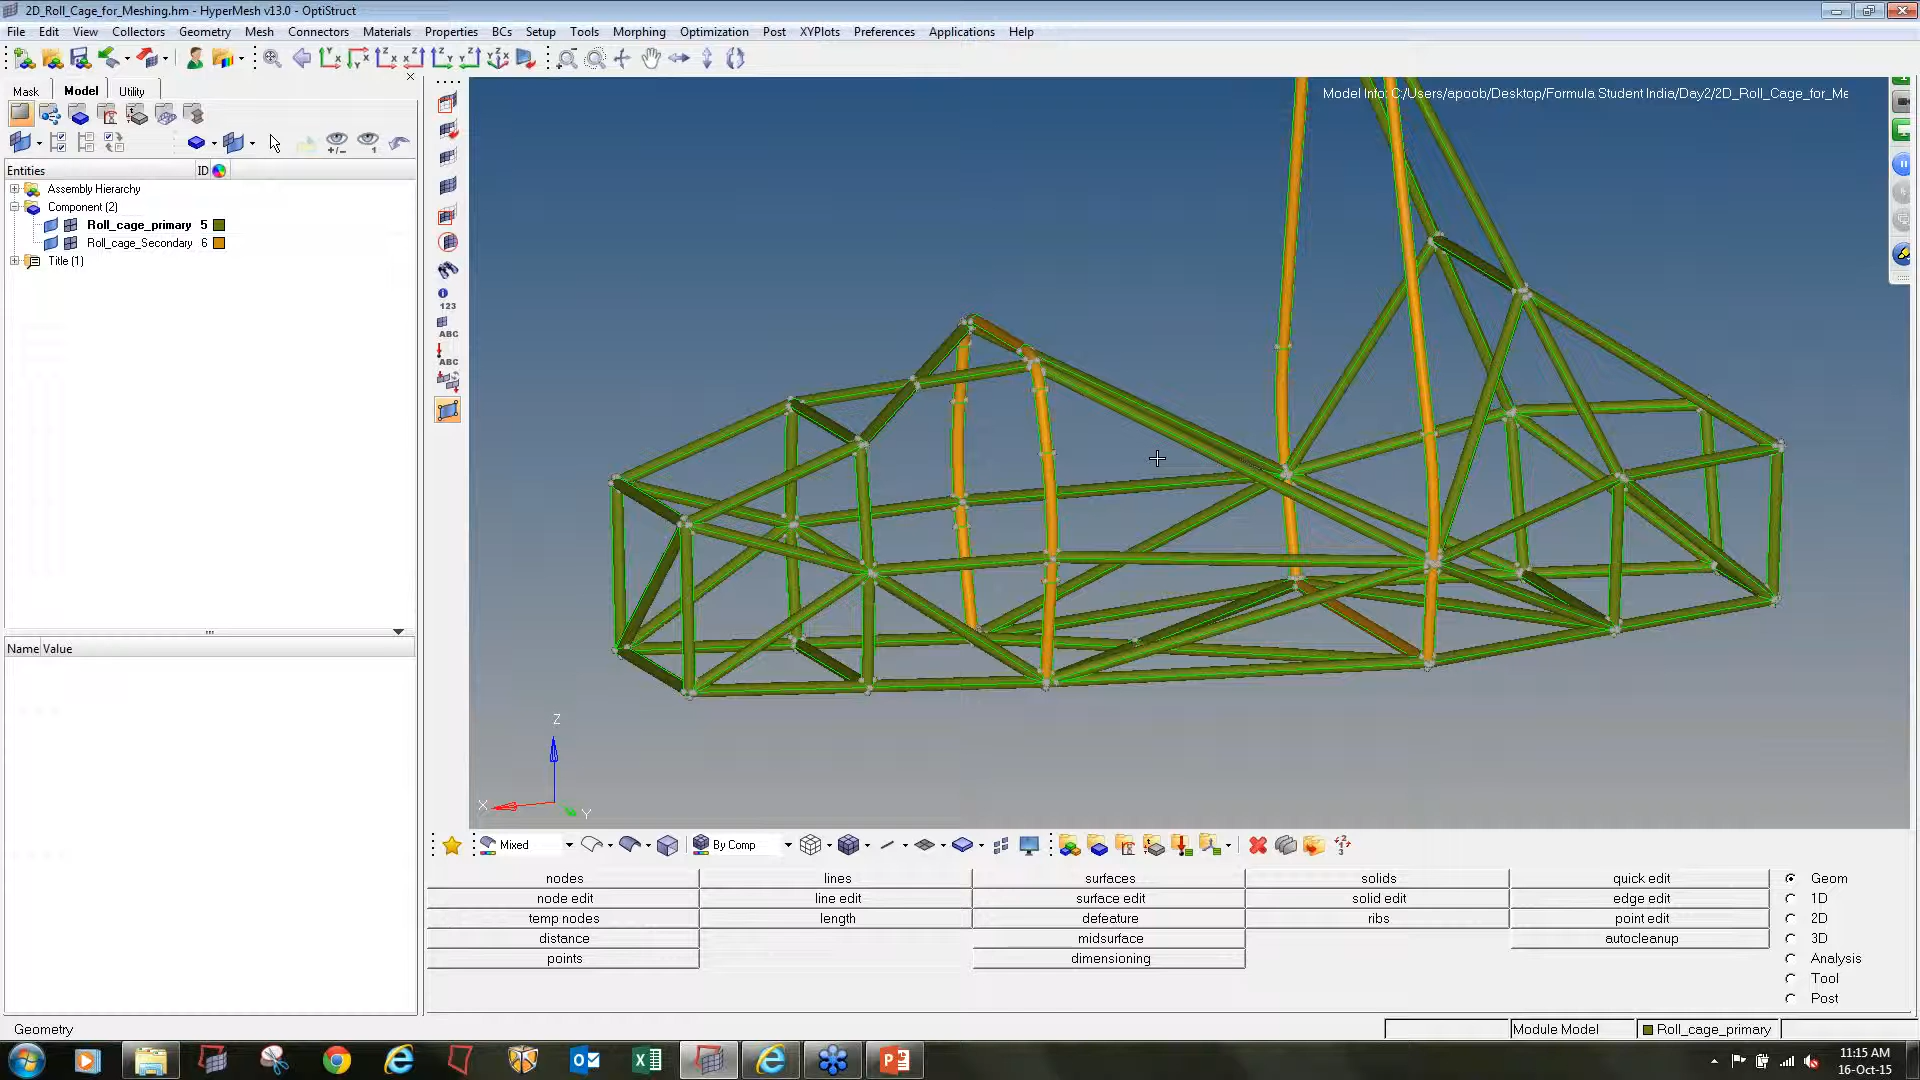 2D_Roll_Cage_for_Meshing.hm - HyperMesh v13.0 - OptiStruct
File Edit View Collectors Geometry Mesh Connectors Materials Properties BCs Setup Tools Morphing Optimization Post XYPlots Preferences Applications Help
Mask Model Utility
Model Info: C:/Users/apoob/Desktop/Formula Student India/Day2/2D_Roll_Cage_for_Me
Entities ID
Assembly Hierarchy
Component (2)
Roll_cage_primary 5
Roll_cage_Secondary 6
Title (1)
123
ABC
ABC
Name Value
Z
X
Y
Mixed By Comp
nodes lines surfaces solids quick edit Geom
node edit line edit surface edit solid edit edge edit 1D
temp nodes length defeature ribs point edit 2D
distance midsurface autocleanup 3D
points dimensioning Analysis
Tool
Post
Geometry Module Model Roll_cage_primary
11:15 AM
16-Oct-15